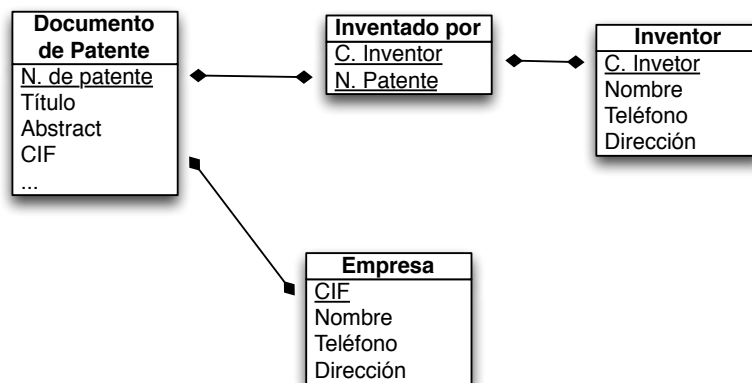 Documento
de Patente
N. de patente
Título
Abstract
CIF
...
Inventado por
C. Inventor
N. Patente
Inventor
C. Invetor
Nombre
Teléfono
Dirección
Empresa
CIF
Nombre
Teléfono
Dirección